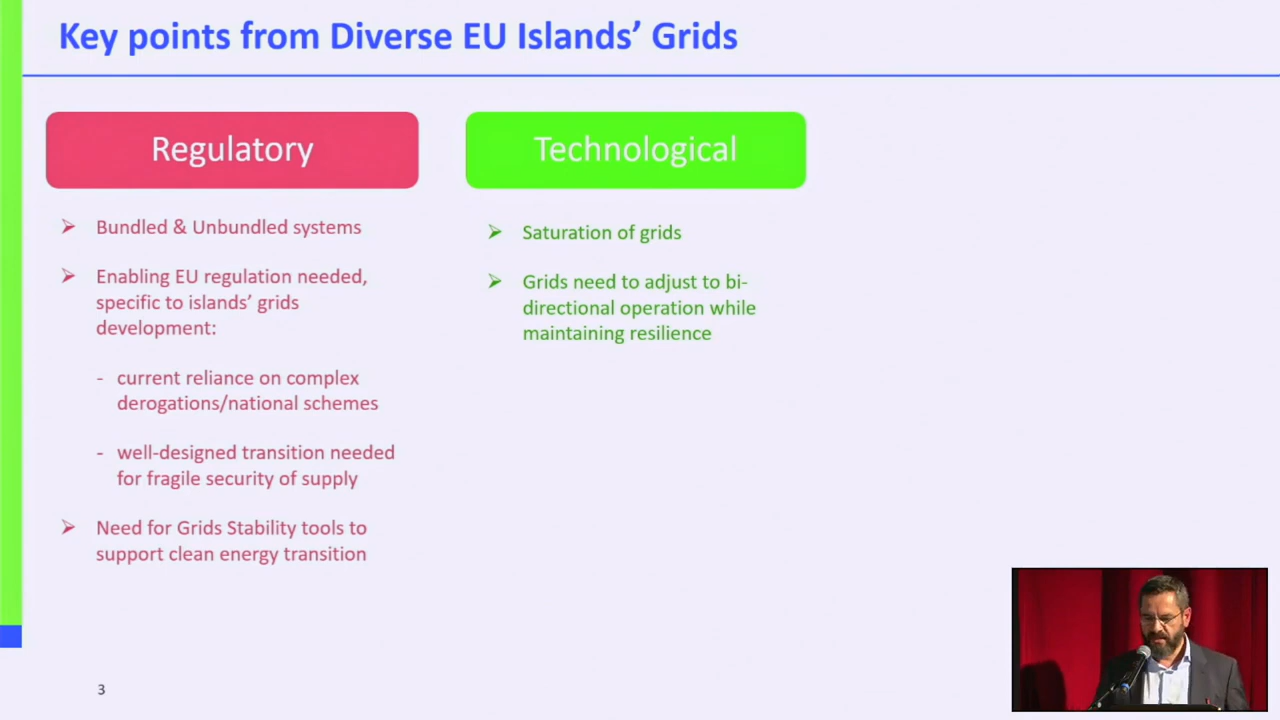 Key points from Diverse EU Islands’ Grids
Regulatory
➢ Bundled & Unbundled systems
➢ Enabling EU regulation needed,
specific to islands’ grids
development:
- current reliance on complex
derogations/national schemes
- well-designed transition needed
for fragile security of supply
➢ Need for Grids Stability tools to
support clean energy transition
Technological
➢ Saturation of grids
➢ Grids need to adjust to bi-
directional operation while
maintaining resilience
3